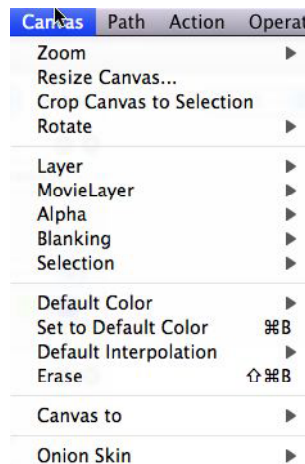 Canvas Path Action Operat
Zoom
Resize Canvas...
Crop Canvas to Selection
Rotate
Layer
MovieLayer
Alpha
Blanking
Selection
Default Color
Set to Default Color ⌘B
Default Interpolation
Erase ⇧⌘B
Canvas to
Onion Skin